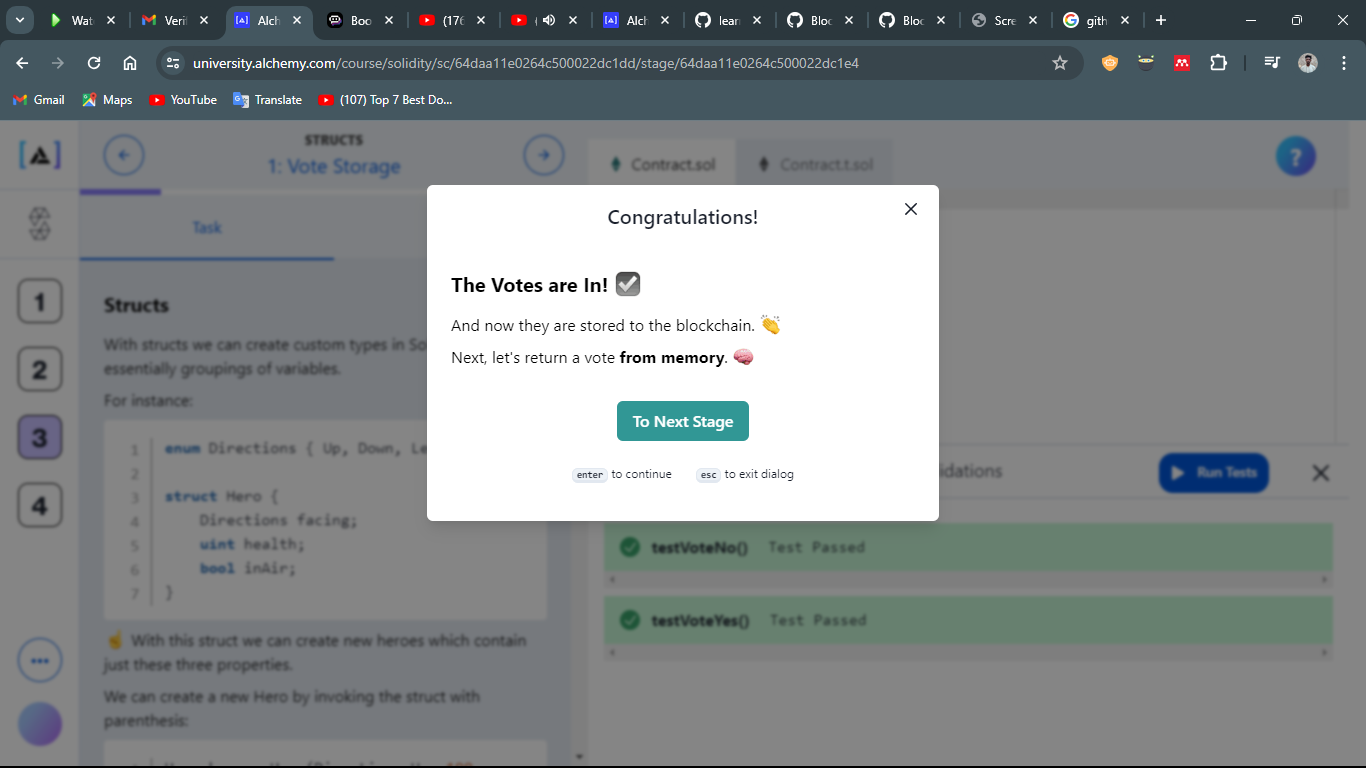 Wat
Veri
Alch
Boo
(176
(
Alch
lear
Bloc
Bloc
Scre
gith
university.alchemy.com/course/solidity/sc/64daa11e0264c500022dc1dd/stage/64daa11e0264c500022dc1e4
Gmail
Maps
YouTube
Translate
(107) Top 7 Best Do...
STRUCTS
1: Vote Storage
Contract.sol
Contract.t.sol
?
Task
1
2
3
4
Structs
With structs we can create custom types in So
essentially groupings of variables.
For instance:
1 enum Directions { Up, Down, Le
2
3 struct Hero {
4 Directions facing;
5 uint health;
6 bool inAir;
7 }
☝ With this struct we can create new heroes which contain
just these three properties.
We can create a new Hero by invoking the struct with
parenthesis:
Congratulations!
The Votes are In! ☑
And now they are stored to the blockchain. 👏
Next, let's return a vote from memory. 🧠
To Next Stage
enter to continue esc to exit dialog
idations
Run Tests
testVoteNo() Test Passed
testVoteYes() Test Passed